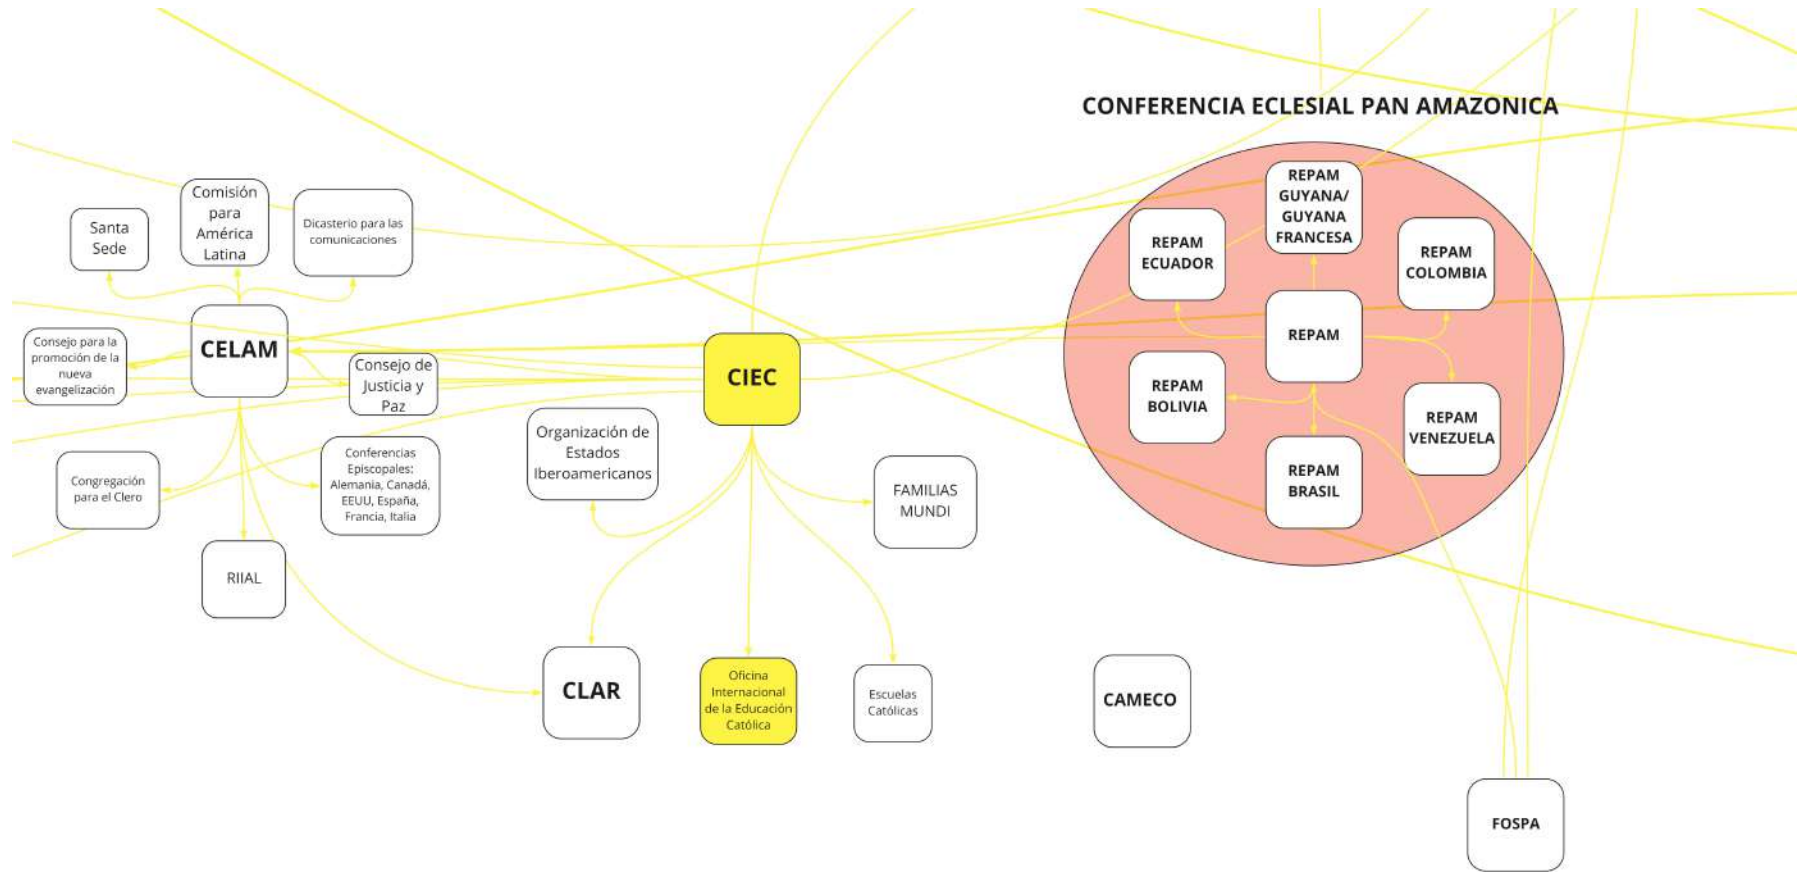 CONFERENCIA ECLESIAL PAN AMAZONICA
Santa
Sede
Comisión
para
América
Latina
Dicasterio para las
comunicaciones
CELAM
Consejo para la
promoción de la
nueva
evangelización
Consejo de
Justicia y
Paz
Congregación
para el Clero
Conferencias
Episcopales:
Alemania, Canadá,
EEUU, España,
Francia, Italia
RIIAL
CIEC
Organización de
Estados
Iberoamericanos
FAMILIAS
MUNDI
CLAR
Oficina
Internacional
de la Educación
Católica
Escuelas
Católicas
REPAM
GUYANA/
GUYANA
FRANCESA
REPAM
ECUADOR
REPAM
COLOMBIA
REPAM
REPAM
BOLIVIA
REPAM
VENEZUELA
REPAM
BRASIL
CAMECO
FOSPA